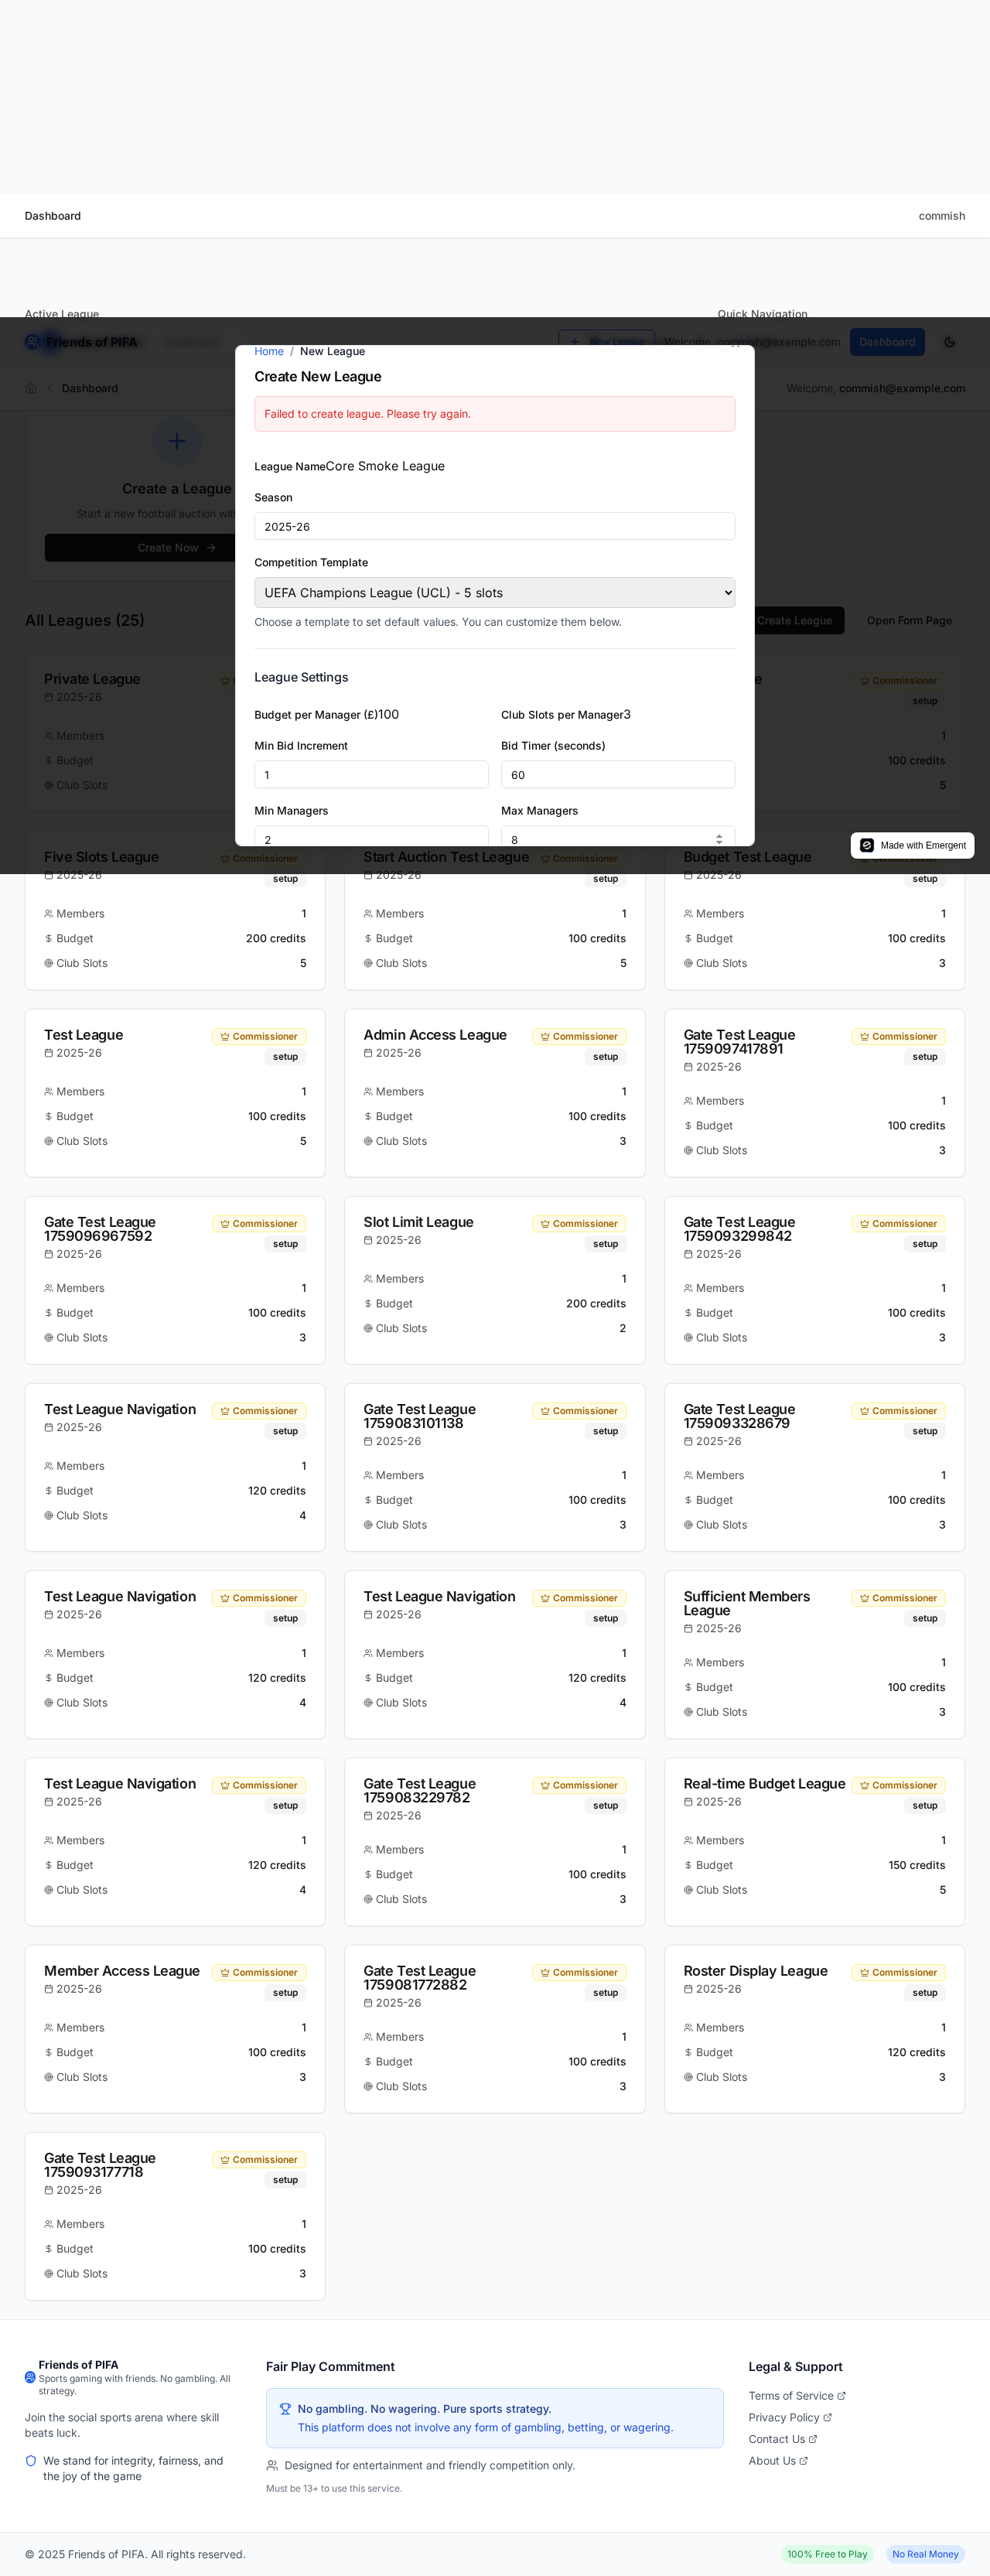 Dashboard
commish
Active League
Quick Navigation
Friends of PIFA
New League
Welcome, commish@example.com
Dashboard
Dashboard
Welcome, commish@example.com
Home / New League
Create New League
Failed to create league. Please try again.
League NameCore Smoke League
Season
2025-26
Competition Template
UEFA Champions League (UCL) - 5 slots
Choose a template to set default values. You can customize them below.
League Settings
Budget per Manager (£)100
Club Slots per Manager3
Min Bid Increment
Bid Timer (seconds)
1
60
Min Managers
Max Managers
2
8
Create a League
Start a new football auction
Create Now
All Leagues (25)
Create League
Open Form Page
Private League
2025-26
Commissioner
setup
Members
1
Budget
100 credits
Club Slots
5
Made with Emergent
Five Slots League
Commissioner
2025-26
setup
Members 1
Budget 200 credits
Club Slots 5
Start Auction Test League
Commissioner
2025-26
setup
Members 1
Budget 100 credits
Club Slots 5
Budget Test League
2025-26
setup
Members 1
Budget 100 credits
Club Slots 3
Test League
Commissioner
2025-26
setup
Members 1
Budget 100 credits
Club Slots 5
Admin Access League
Commissioner
2025-26
setup
Members 1
Budget 100 credits
Club Slots 3
Gate Test League
1759097417891
Commissioner
setup
2025-26
Members 1
Budget 100 credits
Club Slots 3
Gate Test League
1759096967592
Commissioner
setup
2025-26
Members 1
Budget 100 credits
Club Slots 3
Slot Limit League
Commissioner
2025-26
setup
Members 1
Budget 200 credits
Club Slots 2
Gate Test League
1759093299842
Commissioner
setup
2025-26
Members 1
Budget 100 credits
Club Slots 3
Test League Navigation
Commissioner
2025-26
setup
Members 1
Budget 120 credits
Club Slots 4
Gate Test League
1759083101138
Commissioner
setup
2025-26
Members 1
Budget 100 credits
Club Slots 3
Gate Test League
1759093328679
Commissioner
setup
2025-26
Members 1
Budget 100 credits
Club Slots 3
Test League Navigation
Commissioner
2025-26
setup
Members 1
Budget 120 credits
Club Slots 4
Test League Navigation
Commissioner
2025-26
setup
Members 1
Budget 120 credits
Club Slots 4
Sufficient Members
League
Commissioner
setup
2025-26
Members 1
Budget 100 credits
Club Slots 3
Test League Navigation
Commissioner
2025-26
setup
Members 1
Budget 120 credits
Club Slots 4
Gate Test League
1759083229782
Commissioner
setup
2025-26
Members 1
Budget 100 credits
Club Slots 3
Real-time Budget League
Commissioner
2025-26
setup
Members 1
Budget 150 credits
Club Slots 5
Member Access League
Commissioner
2025-26
setup
Members 1
Budget 100 credits
Club Slots 3
Gate Test League
1759081772882
Commissioner
setup
2025-26
Members 1
Budget 100 credits
Club Slots 3
Roster Display League
Commissioner
2025-26
setup
Members 1
Budget 120 credits
Club Slots 3
Gate Test League
1759093177718
Commissioner
setup
2025-26
Members 1
Budget 100 credits
Club Slots 3
Friends of PIFA
Sports gaming with friends. No gambling. All
strategy.
Join the social sports arena where skill
beats luck.
We stand for integrity, fairness, and
the joy of the game
Fair Play Commitment
No gambling. No wagering. Pure sports strategy.
This platform does not involve any form of gambling, betting, or wagering.
Designed for entertainment and friendly competition only.
Must be 13+ to use this service.
Legal & Support
Terms of Service
Privacy Policy
Contact Us
About Us
© 2025 Friends of PIFA. All rights reserved.
100% Free to Play
No Real Money